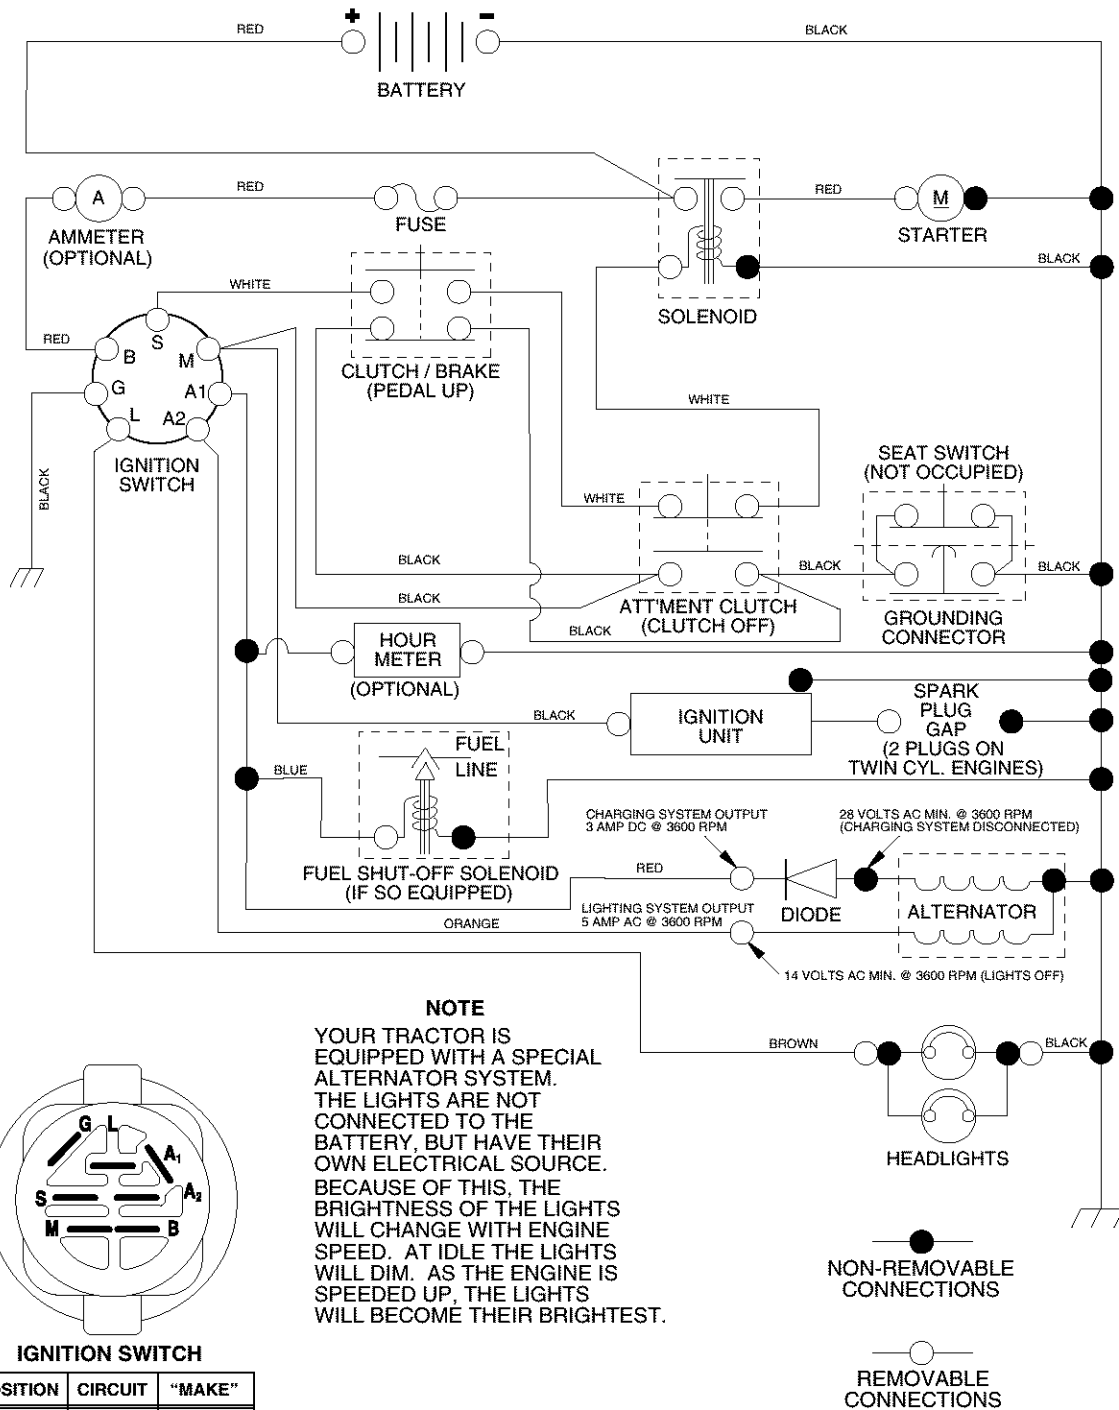 + -
RED
BLACK
BATTERY
A
RED
FUSE
RED
M
STARTER
AMMETER
(OPTIONAL)
BLACK
SOLENOID
WHITE
RED
S
B
M
G
A1
L
A2
CLUTCH / BRAKE
(PEDAL UP)
WHITE
IGNITION
SWITCH
BLACK
SEAT SWITCH
(NOT OCCUPIED)
WHITE
BLACK
BLACK
BLACK
BLACK
ATT'MENT CLUTCH
(CLUTCH OFF)
BLACK
GROUNDING
CONNECTOR
HOUR
METER
(OPTIONAL)
BLACK
IGNITION
UNIT
SPARK
PLUG
GAP
(2 PLUGS ON
TWIN CYL. ENGINES)
BLUE
FUEL
LINE
FUEL SHUT-OFF SOLENOID
(IF SO EQUIPPED)
CHARGING SYSTEM OUTPUT
3 AMP DC @ 3600 RPM
28 VOLTS AC MIN. @ 3600 RPM
(CHARGING SYSTEM DISCONNECTED)
RED
DIODE
ALTERNATOR
ORANGE
LIGHTING SYSTEM OUTPUT
5 AMP AC @ 3600 RPM
14 VOLTS AC MIN. @ 3600 RPM (LIGHTS OFF)
BROWN
BLACK
HEADLIGHTS
NOTE
YOUR TRACTOR IS
EQUIPPED WITH A SPECIAL
ALTERNATOR SYSTEM.
THE LIGHTS ARE NOT
CONNECTED TO THE
BATTERY, BUT HAVE THEIR
OWN ELECTRICAL SOURCE.
BECAUSE OF THIS, THE
BRIGHTNESS OF THE LIGHTS
WILL CHANGE WITH ENGINE
SPEED. AT IDLE THE LIGHTS
WILL DIM. AS THE ENGINE IS
SPEEDED UP, THE LIGHTS
WILL BECOME THEIR BRIGHTEST.
G L
A1
S A2
M B
IGNITION SWITCH
SITION CIRCUIT "MAKE"
NON-REMOVABLE
CONNECTIONS
REMOVABLE
CONNECTIONS